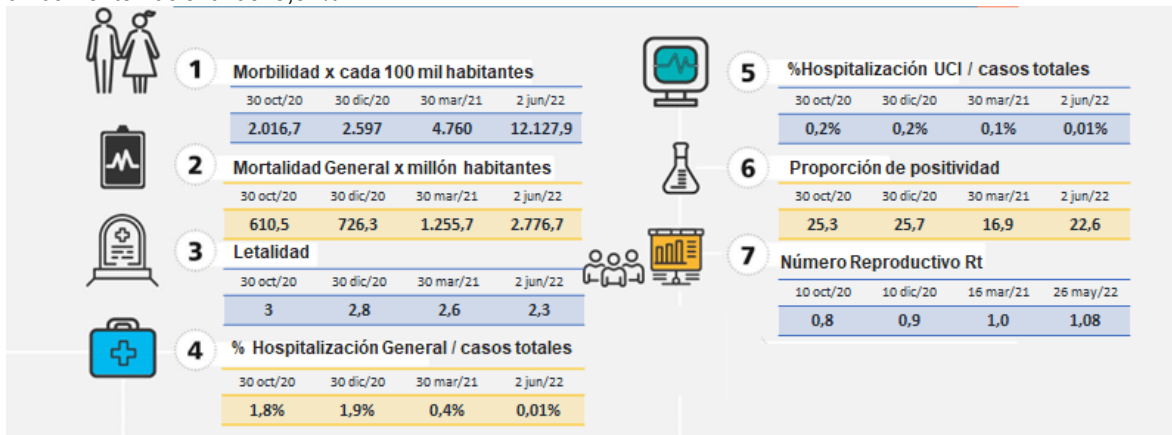 1 Morbilidad x cada 100 mil habitantes
30 oct/20 30 dic/20 30 mar/21 2 jun/22
2.016,7 2.597 4.760 12.127,9
2 Mortalidad General x millón habitantes
30 oct/20 30 dic/20 30 mar/21 2 jun/22
610,5 726,3 1.255,7 2.776,7
3 Letalidad
30 oct/20 30 dic/20 30 mar/21 2 jun/22
3 2,8 2,6 2,3
4 % Hospitalización General / casos totales
30 oct/20 30 dic/20 30 mar/21 2 jun/22
1,8% 1,9% 0,4% 0,01%
5 %Hospitalización UCI / casos totales
30 oct/20 30 dic/20 30 mar/21 2 jun/22
0,2% 0,2% 0,1% 0,01%
6 Proporción de positividad
30 oct/20 30 dic/20 30 mar/21 2 jun/22
25,3 25,7 16,9 22,6
7 Número Reproductivo Rt
10 oct/20 10 dic/20 16 mar/21 26 may/22
0,8 0,9 1,0 1,08